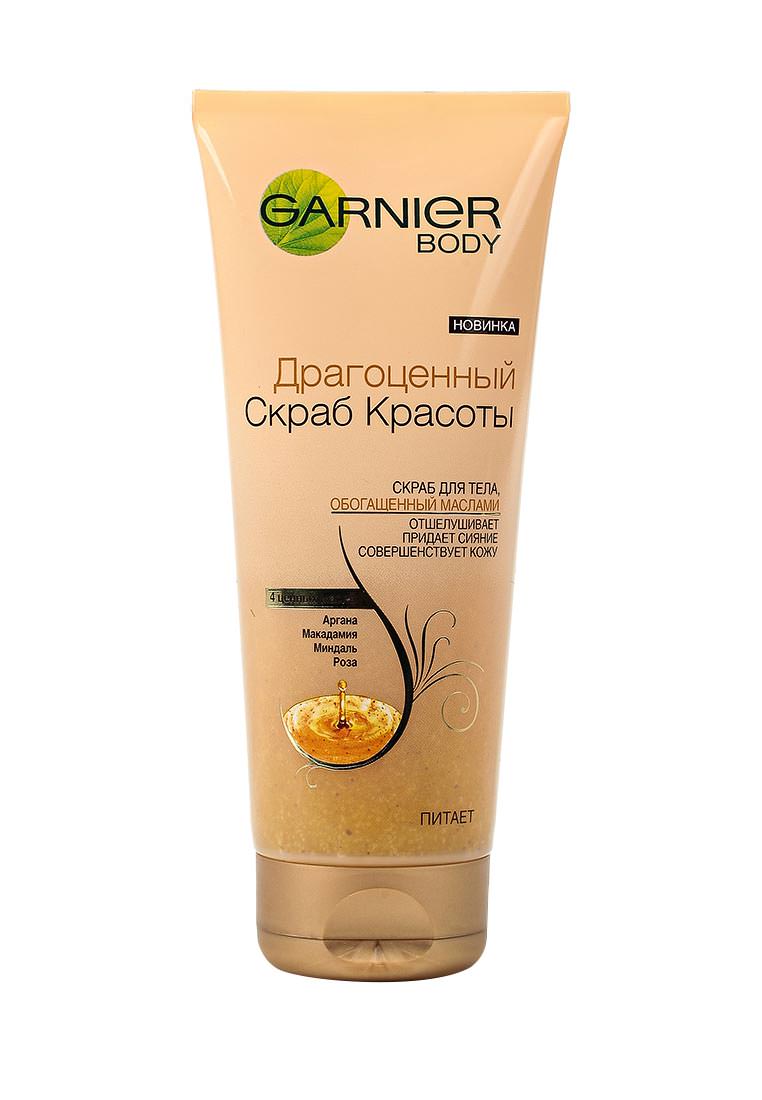 GARNIER
BODY
НОВИНКА
Драгоценный
Скраб Красоты
СКРАБ ДЛЯ ТЕЛА,
ОБОГАЩЕННЫЙ МАСЛАМИ
ОТШЕЛУШИВАЕТ
ПРИДАЕТ СИЯНИЕ
СОВЕРШЕНСТВУЕТ КОЖУ
4
Аргана
Макадамия
Миндаль
Роза
ПИТАЕТ